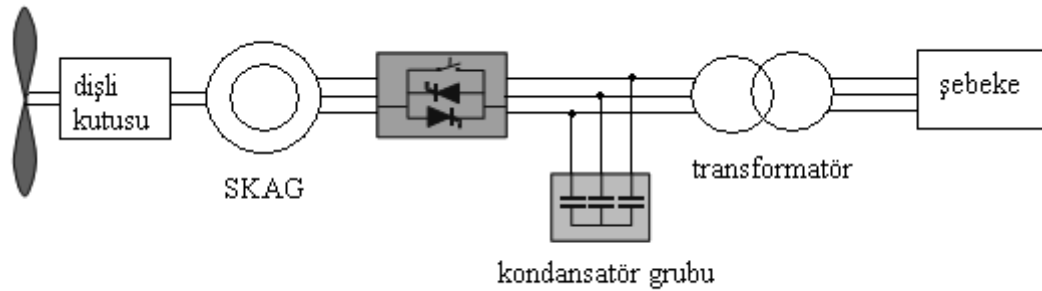 dişli
kutusu
SKAG
kondansatör grubu
transformatör
şebeke